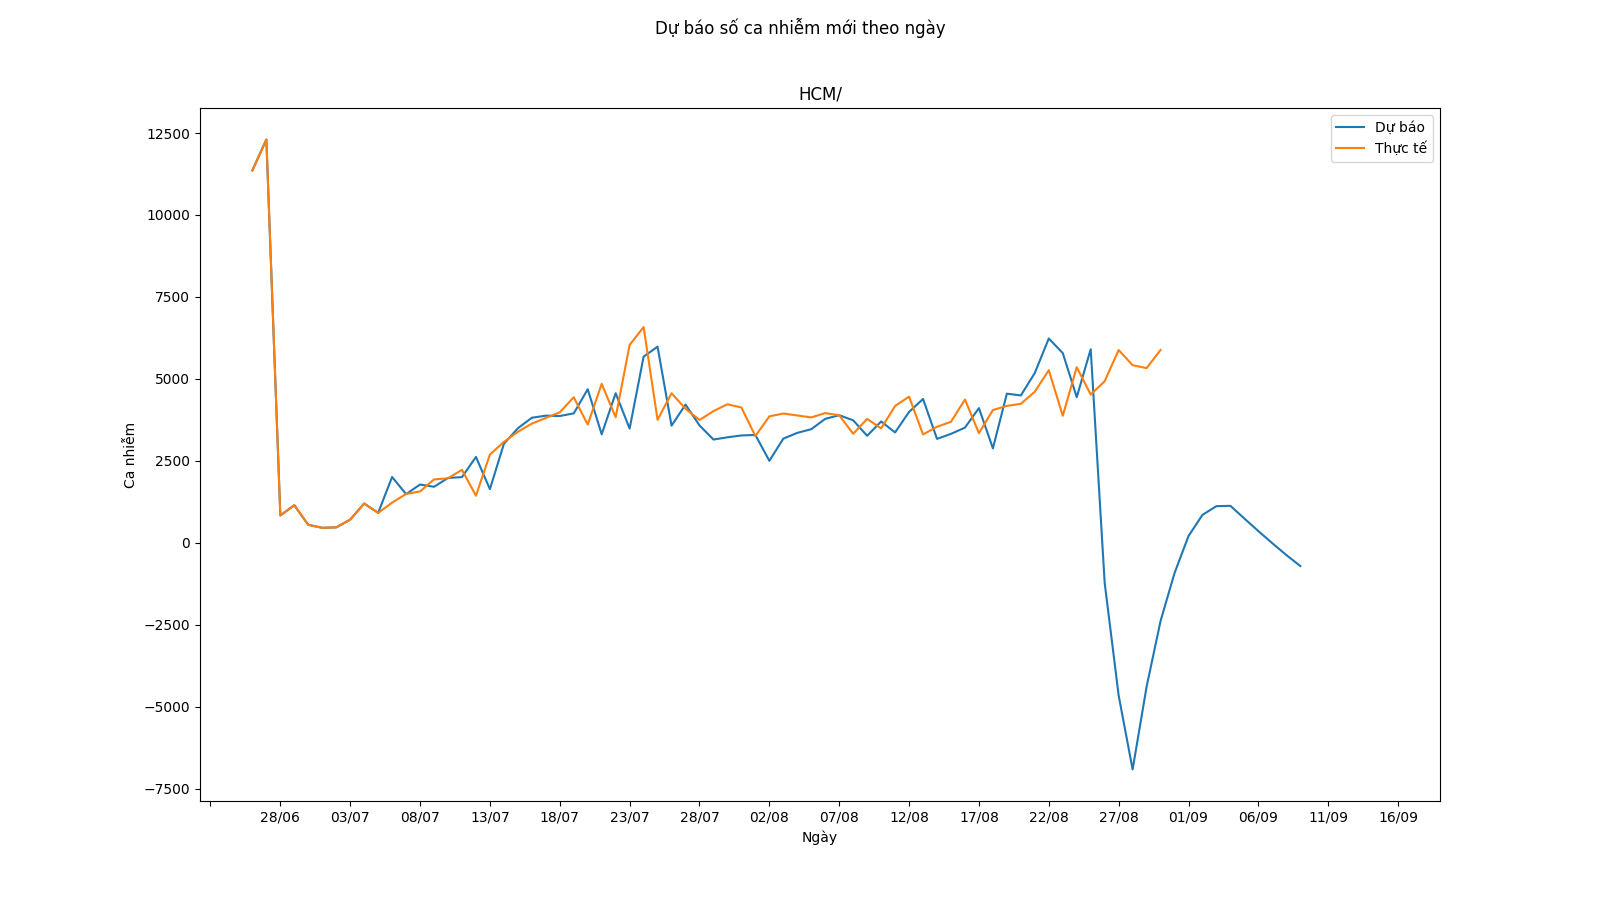 Dự báo số ca nhiễm mới theo ngày
HCM/
Dự báo
Thực tế
12500
10000
7500
5000
2500
0
−2500
−5000
−7500
Ca nhiễm
28/06 03/07 08/07 13/07 18/07 23/07 28/07 02/08 07/08 12/08 17/08 22/08 27/08 01/09 06/09 11/09 16/09
Ngày